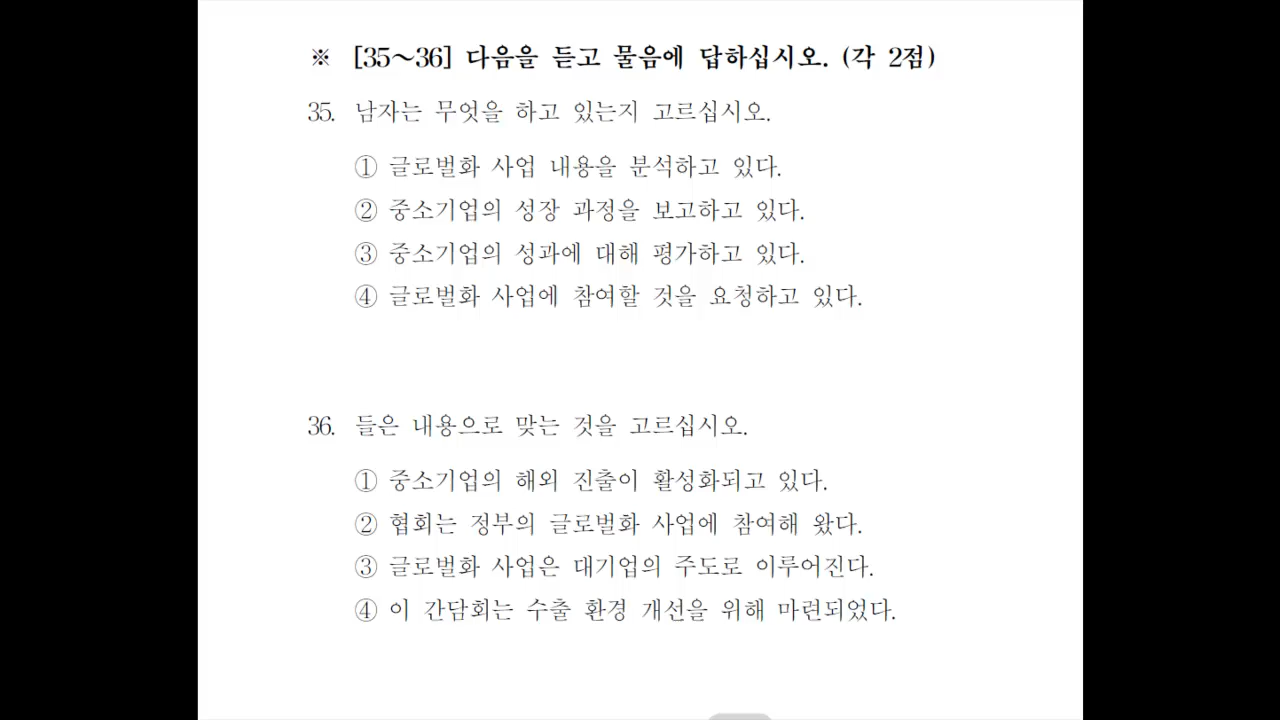 ※ [35~36] 다음을 듣고 물음에 답하십시오. (각 2점)
35. 남자는 무엇을 하고 있는지 고르십시오.
① 글로벌화 사업 내용을 분석하고 있다.
② 중소기업의 성장 과정을 보고하고 있다.
③ 중소기업의 성과에 대해 평가하고 있다.
④ 글로벌화 사업에 참여할 것을 요청하고 있다.
36. 들은 내용으로 맞는 것을 고르십시오.
① 중소기업의 해외 진출이 활성화되고 있다.
② 협회는 정부의 글로벌화 사업에 참여해 왔다.
③ 글로벌화 사업은 대기업의 주도로 이루어진다.
④ 이 간담회는 수출 환경 개선을 위해 마련되었다.